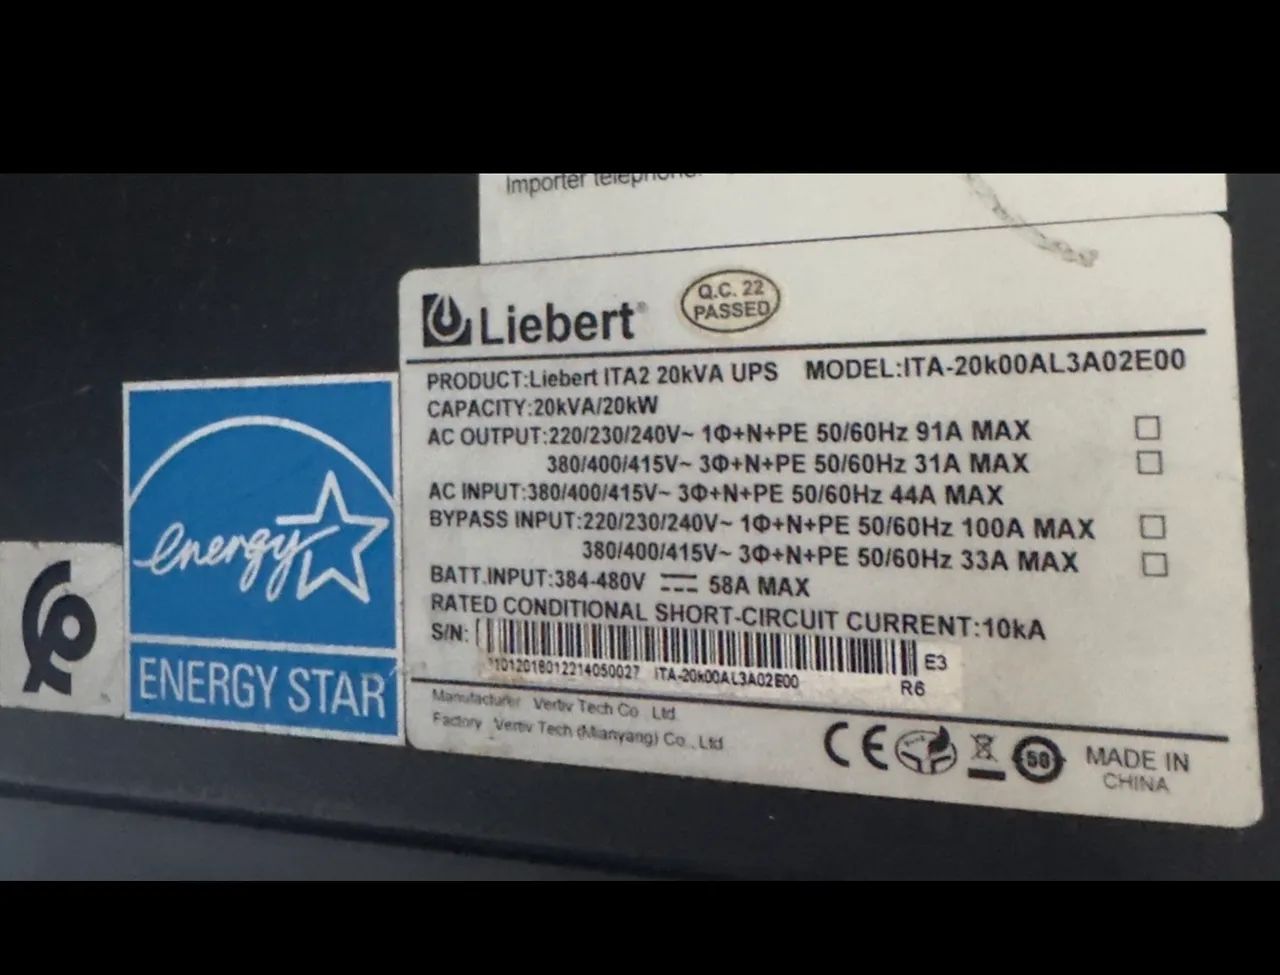 Importer telephone
Liebert®
Q.C. 22
PASSED
PRODUCT:Liebert ITA2 20kVA UPS MODEL:ITA-20k00AL3A02E00
CAPACITY:20kVA/20kW
AC OUTPUT:220/230/240V~ 1Φ+N+PE 50/60Hz 91A MAX
380/400/415V~ 3Φ+N+PE 50/60Hz 31A MAX
AC INPUT:380/400/415V~ 3Φ+N+PE 50/60Hz 44A MAX
BYPASS INPUT:220/230/240V~ 1Φ+N+PE 50/60Hz 100A MAX
380/400/415V~ 3Φ+N+PE 50/60Hz 33A MAX
BATT.INPUT:384-480V ⎓ 58A MAX
RATED CONDITIONAL SHORT-CIRCUIT CURRENT:10kA
S/N:
E3
ITA-20k00AL3A02E00
R6
Manufacturer Vertiv Tech Co., Ltd.
Factory Vertiv Tech (Mianyang) Co., Ltd.
CE
50
MADE IN
CHINA
energy
ENERGY STAR